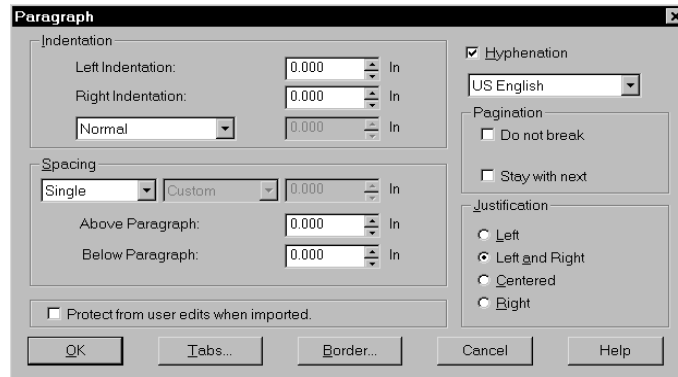 Paragraph
Indentation
Left Indentation: 0.000 In
Right Indentation: 0.000 In
Normal 0.000 In
Spacing
Single Custom 0.000 In
Above Paragraph: 0.000 In
Below Paragraph: 0.000 In
Protect from user edits when imported.
Hyphenation
US English
Pagination
Do not break
Stay with next
Justification
Left
Left and Right
Centered
Right
OK Tabs... Border... Cancel Help